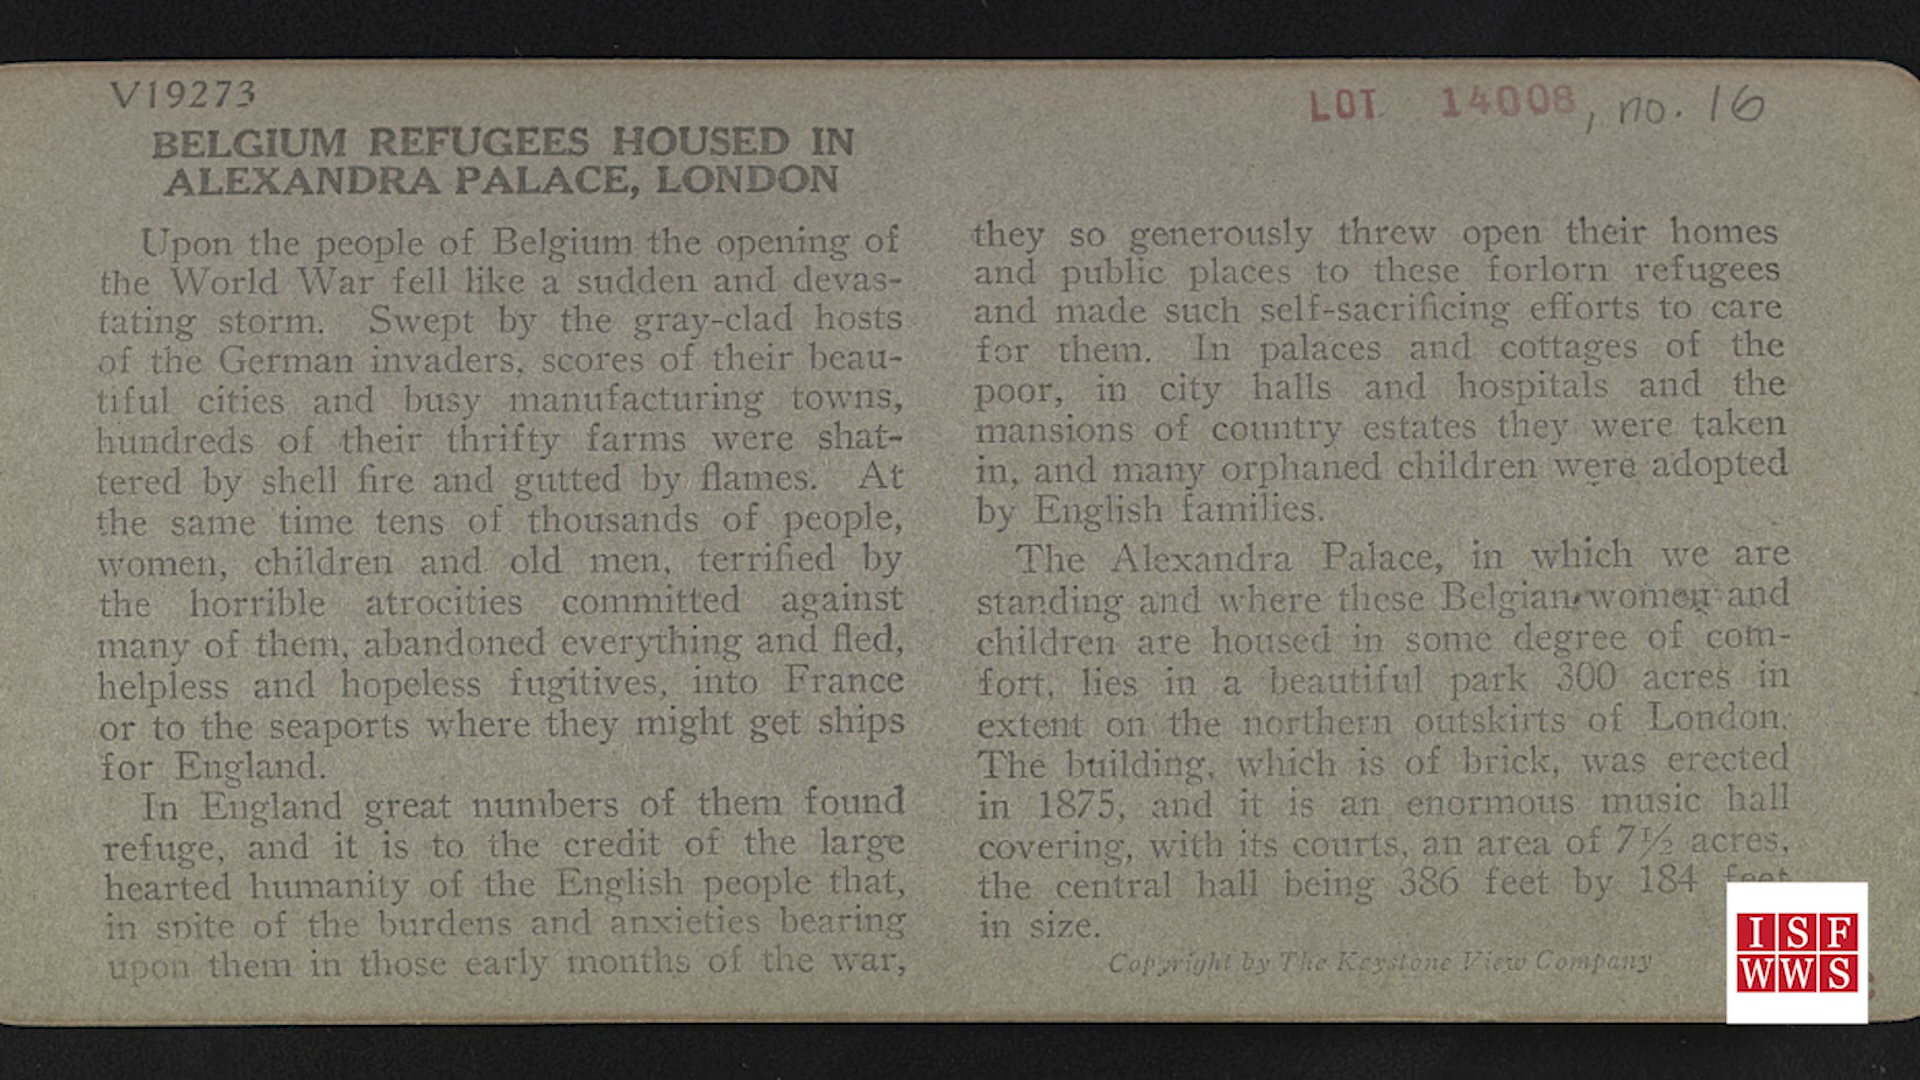 V19273
LOT 14008, no. 16
BELGIUM REFUGEES HOUSED IN
ALEXANDRA PALACE, LONDON
Upon the people of Belgium the opening of
the World War fell like a sudden and devas-
tating storm. Swept by the gray-clad hosts
of the German invaders, scores of their beau-
tiful cities and busy manufacturing towns,
hundreds of their thrifty farms were shat-
tered by shell fire and gutted by flames. At
the same time tens of thousands of people,
women, children and old men, terrified by
the horrible atrocities committed against
many of them, abandoned everything and fled,
helpless and hopeless fugitives, into France
or to the seaports where they might get ships
for England.
In England great numbers of them found
refuge, and it is to the credit of the large
hearted humanity of the English people that,
in spite of the burdens and anxieties bearing
upon them in those early months of the war,
they so generously threw open their homes
and public places to these forlorn refugees
and made such self-sacrificing efforts to care
for them. In palaces and cottages of the
poor, in city halls and hospitals and the
mansions of country estates they were taken
in, and many orphaned children were adopted
by English families.
The Alexandra Palace, in which we are
standing and where these Belgian women and
children are housed in some degree of com-
fort, lies in a beautiful park 300 acres in
extent on the northern outskirts of London.
The building, which is of brick, was erected
in 1875, and it is an enormous music hall
covering, with its courts, an area of 7½ acres,
the central hall being 386 feet by 184 feet
in size.
Copyright by The Keystone View Company
ISF
WWS